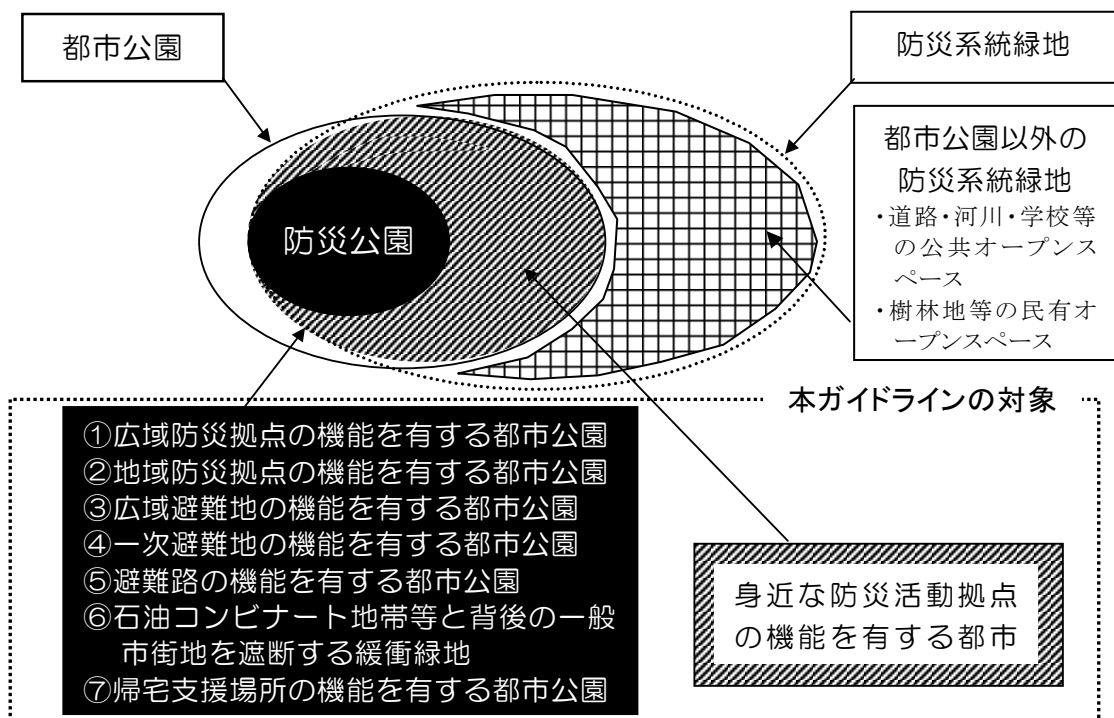 都市公園
防災系統緑地
都市公園以外の
防災系統緑地
・道路・河川・学校等
の公共オープンス
ペース
・樹林地等の民有オ
ープンスペース
防災公園
本ガイドラインの対象
①広域防災拠点の機能を有する都市公園
②地域防災拠点の機能を有する都市公園
③広域避難地の機能を有する都市公園
④一次避難地の機能を有する都市公園
⑤避難路の機能を有する都市公園
⑥石油コンビナート地帯等と背後の一般
市街地を遮断する緩衝緑地
⑦帰宅支援場所の機能を有する都市公園
身近な防災活動拠点
の機能を有する都市